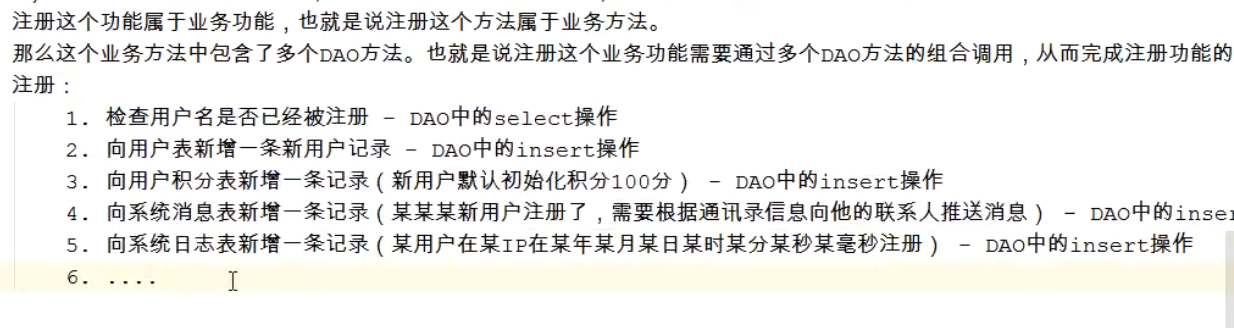 注册这个功能属于业务功能，也就是说注册这个方法属于业务方法。
那么这个业务方法中包含了多个DAO方法。也就是说注册这个业务功能需要通过多个DAO方法的组合调用，从而完成注册功能的
注册：
1. 检查用户名是否已经被注册 - DAO中的select操作
2. 向用户表新增一条新用户记录 - DAO中的insert操作
3. 向用户积分表新增一条记录（新用户默认初始化积分100分） - DAO中的insert操作
4. 向系统消息表新增一条记录（某某某新用户注册了，需要根据通讯录信息向他的联系人推送消息） - DAO中的inser
5. 向系统日志表新增一条记录（某用户在某IP在某年某月某日某时某分某秒某毫秒注册） - DAO中的insert操作
6. ....